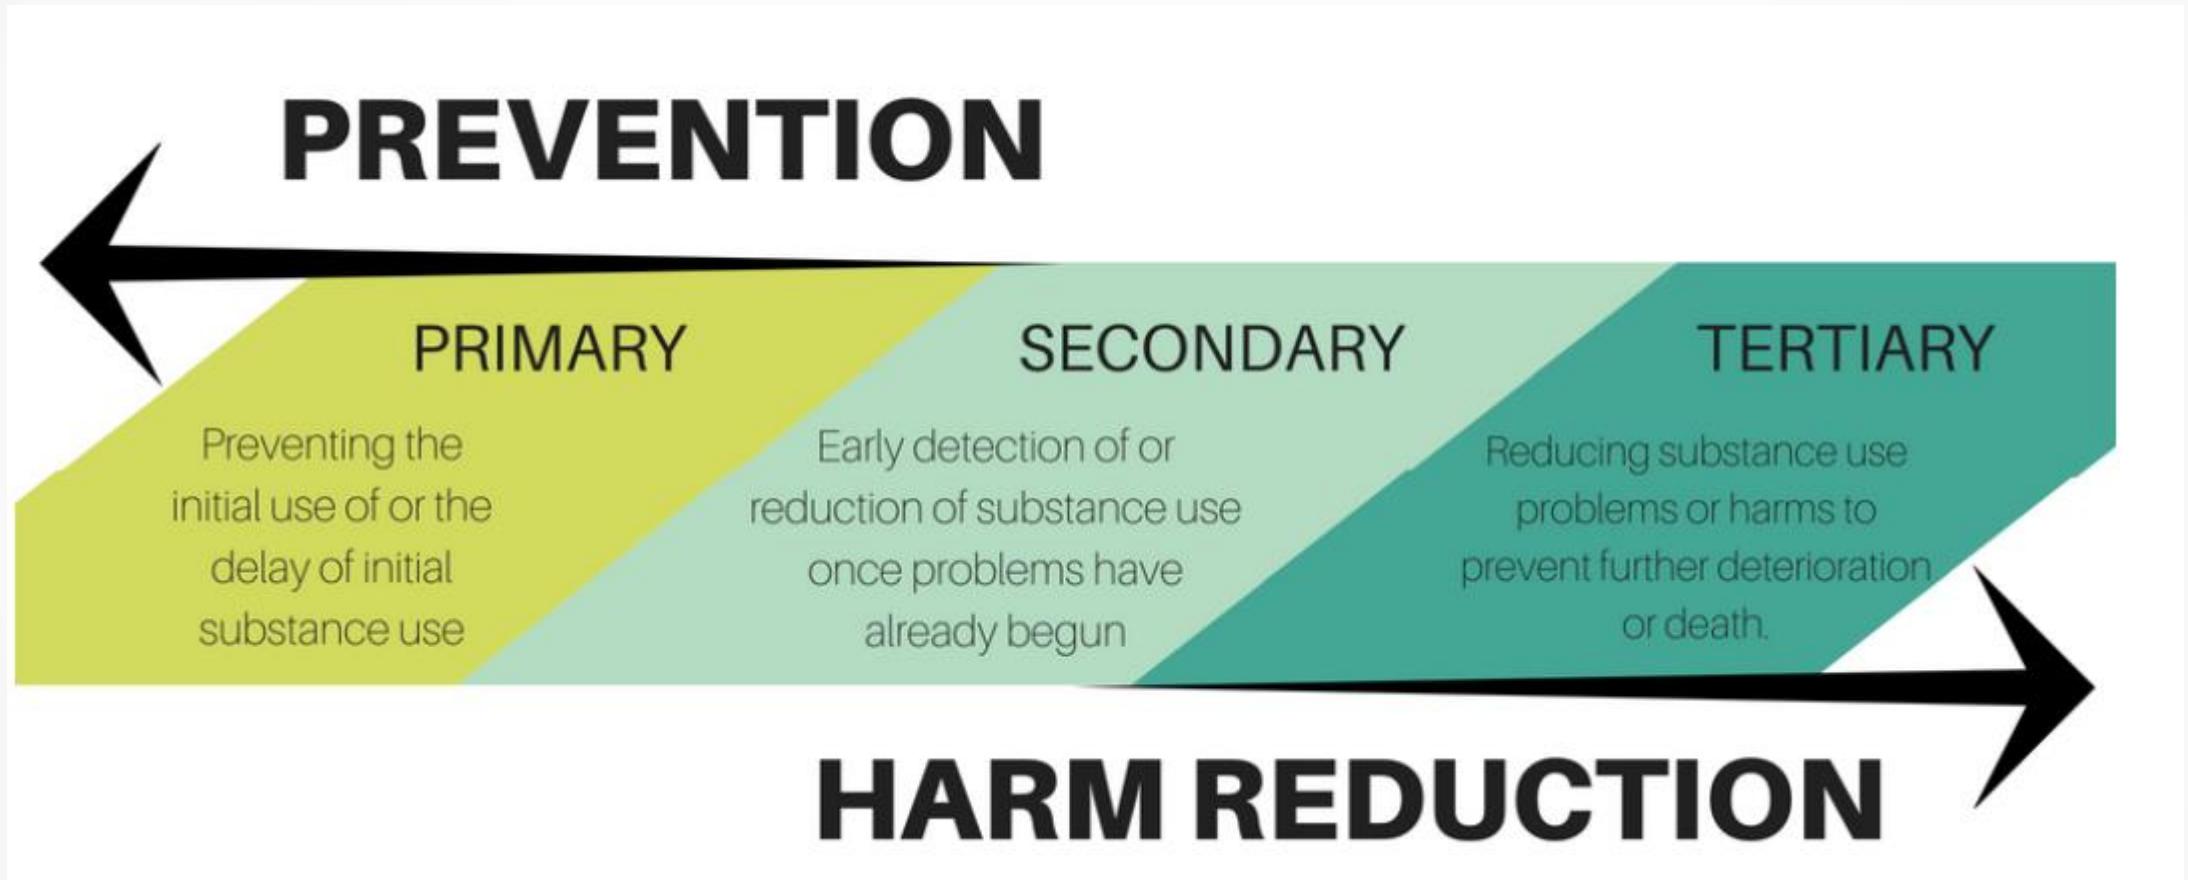 PREVENTION
PRIMARY
Preventing the
initial use of or the
delay of initial
substance use
SECONDARY
Early detection of or
reduction of substance use
once problems have
already begun
TERTIARY
Reducing substance use
problems or harms to
prevent further deterioration
or death.
HARM REDUCTION